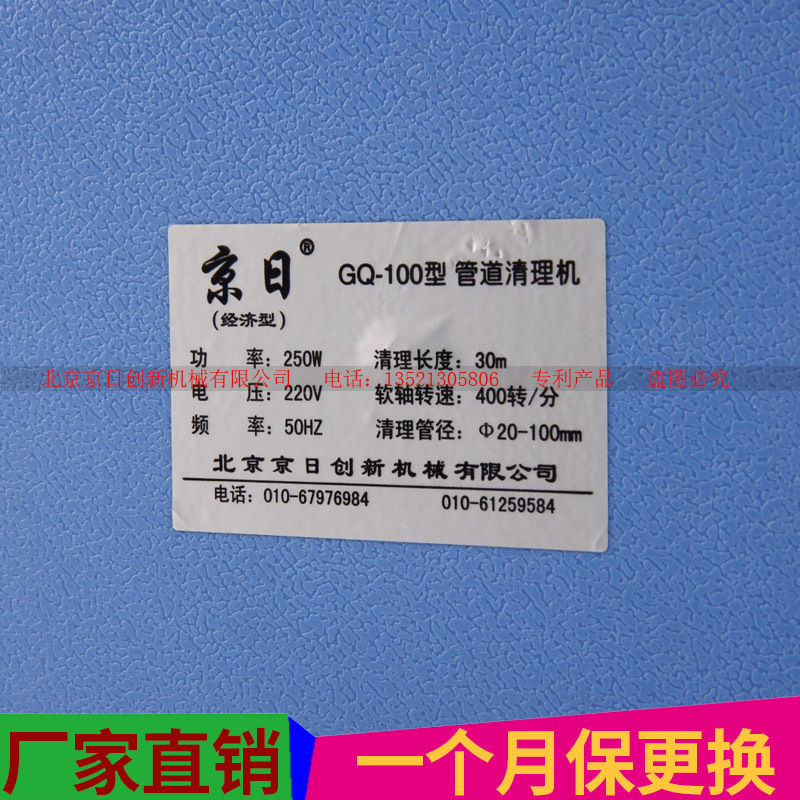 京日®
GQ-100型 管道清理机
(经济型)
功 率: 250W 清理长度: 30m
北京京日创新机械有限公司 电话: 13521305806 专利产品 盗图必究
电 压: 220V 软轴转速: 400转/分
频 率: 50HZ 清理管径: Φ20-100mm
北京京日创新机械有限公司
电话: 010-67976984 010-61259584
厂家直销 一个月保更换